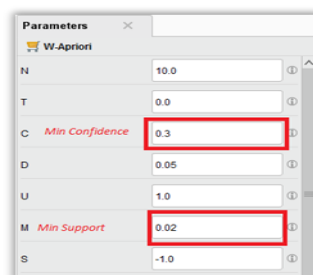 Parameters ×
W-Apriori
N 10.0
T 0.0
C Min Confidence 0.3
D 0.05
U 1.0
M Min Support 0.02
S -1.0